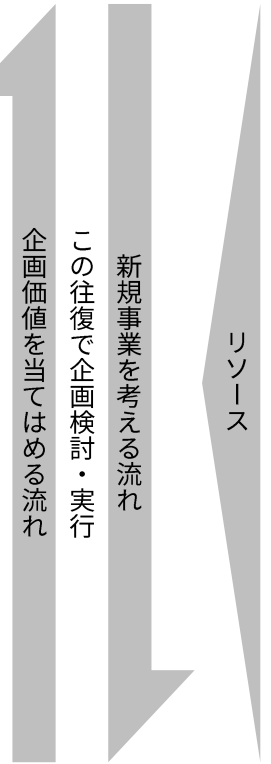 リソース
新規事業を考える流れ
この往復で企画検討・実行
企画価値を当てはめる流れ